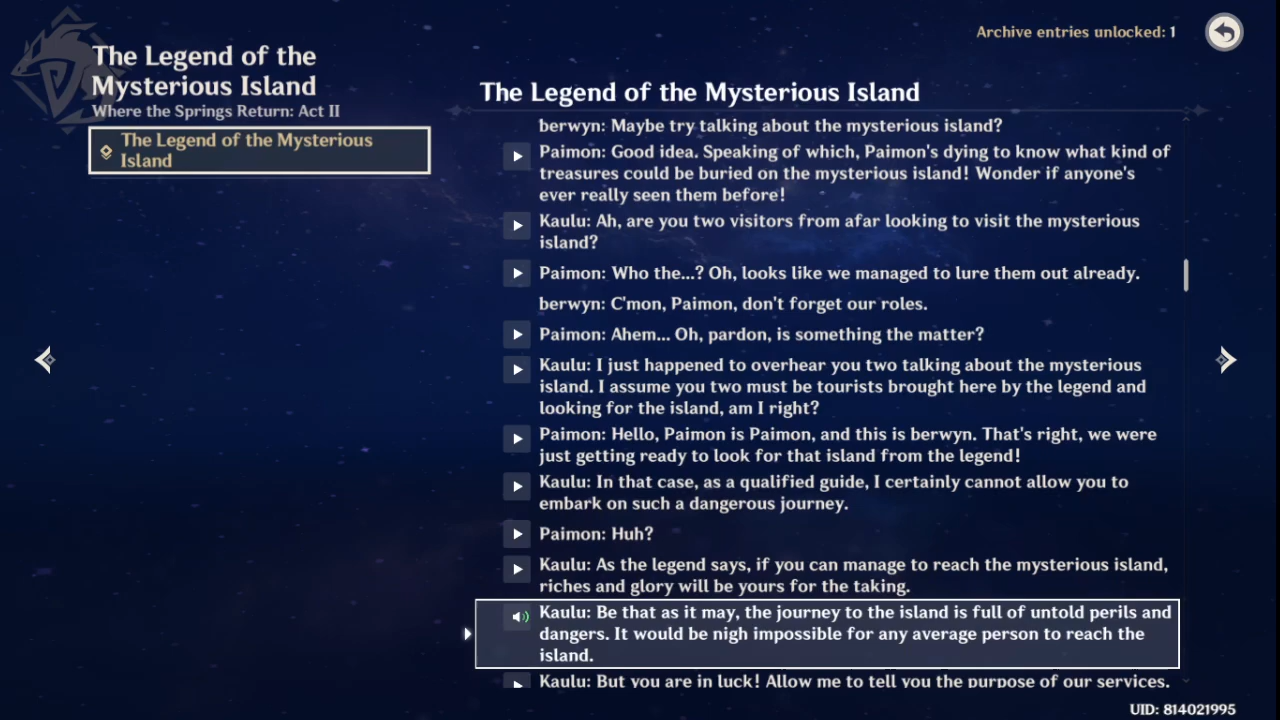 Archive entries unlocked: 1
The Legend of the
Mysterious Island
Where the Springs Return: Act II
The Legend of the Mysterious
Island
The Legend of the Mysterious Island
berwyn: Maybe try talking about the mysterious island?
Paimon: Good idea. Speaking of which, Paimon's dying to know what kind of
treasures could be buried on the mysterious island! Wonder if anyone's
ever really seen them before!
Kaulu: Ah, are you two visitors from afar looking to visit the mysterious
island?
Paimon: Who the...? Oh, looks like we managed to lure them out already.
berwyn: C'mon, Paimon, don't forget our roles.
Paimon: Ahem... Oh, pardon, is something the matter?
Kaulu: I just happened to overhear you two talking about the mysterious
island. I assume you two must be tourists brought here by the legend and
looking for the island, am I right?
Paimon: Hello, Paimon is Paimon, and this is berwyn. That's right, we were
just getting ready to look for that island from the legend!
Kaulu: In that case, as a qualified guide, I certainly cannot allow you to
embark on such a dangerous journey.
Paimon: Huh?
Kaulu: As the legend says, if you can manage to reach the mysterious island,
riches and glory will be yours for the taking.
Kaulu: Be that as it may, the journey to the island is full of untold perils and
dangers. It would be nigh impossible for any average person to reach the
island.
Kaulu: But you are in luck! Allow me to tell you the purpose of our services.
UID: 814021995